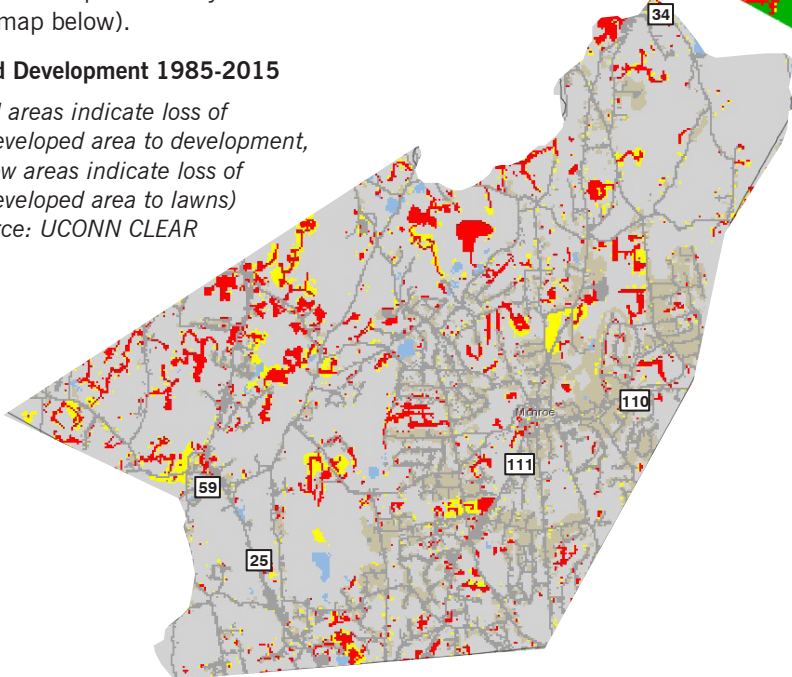 map below).
d Development 1985-2015
areas indicate loss of
eveloped area to development,
w areas indicate loss of
eveloped area to lawns)
rce: UCONN CLEAR
34
110
Monroe
111
59
25